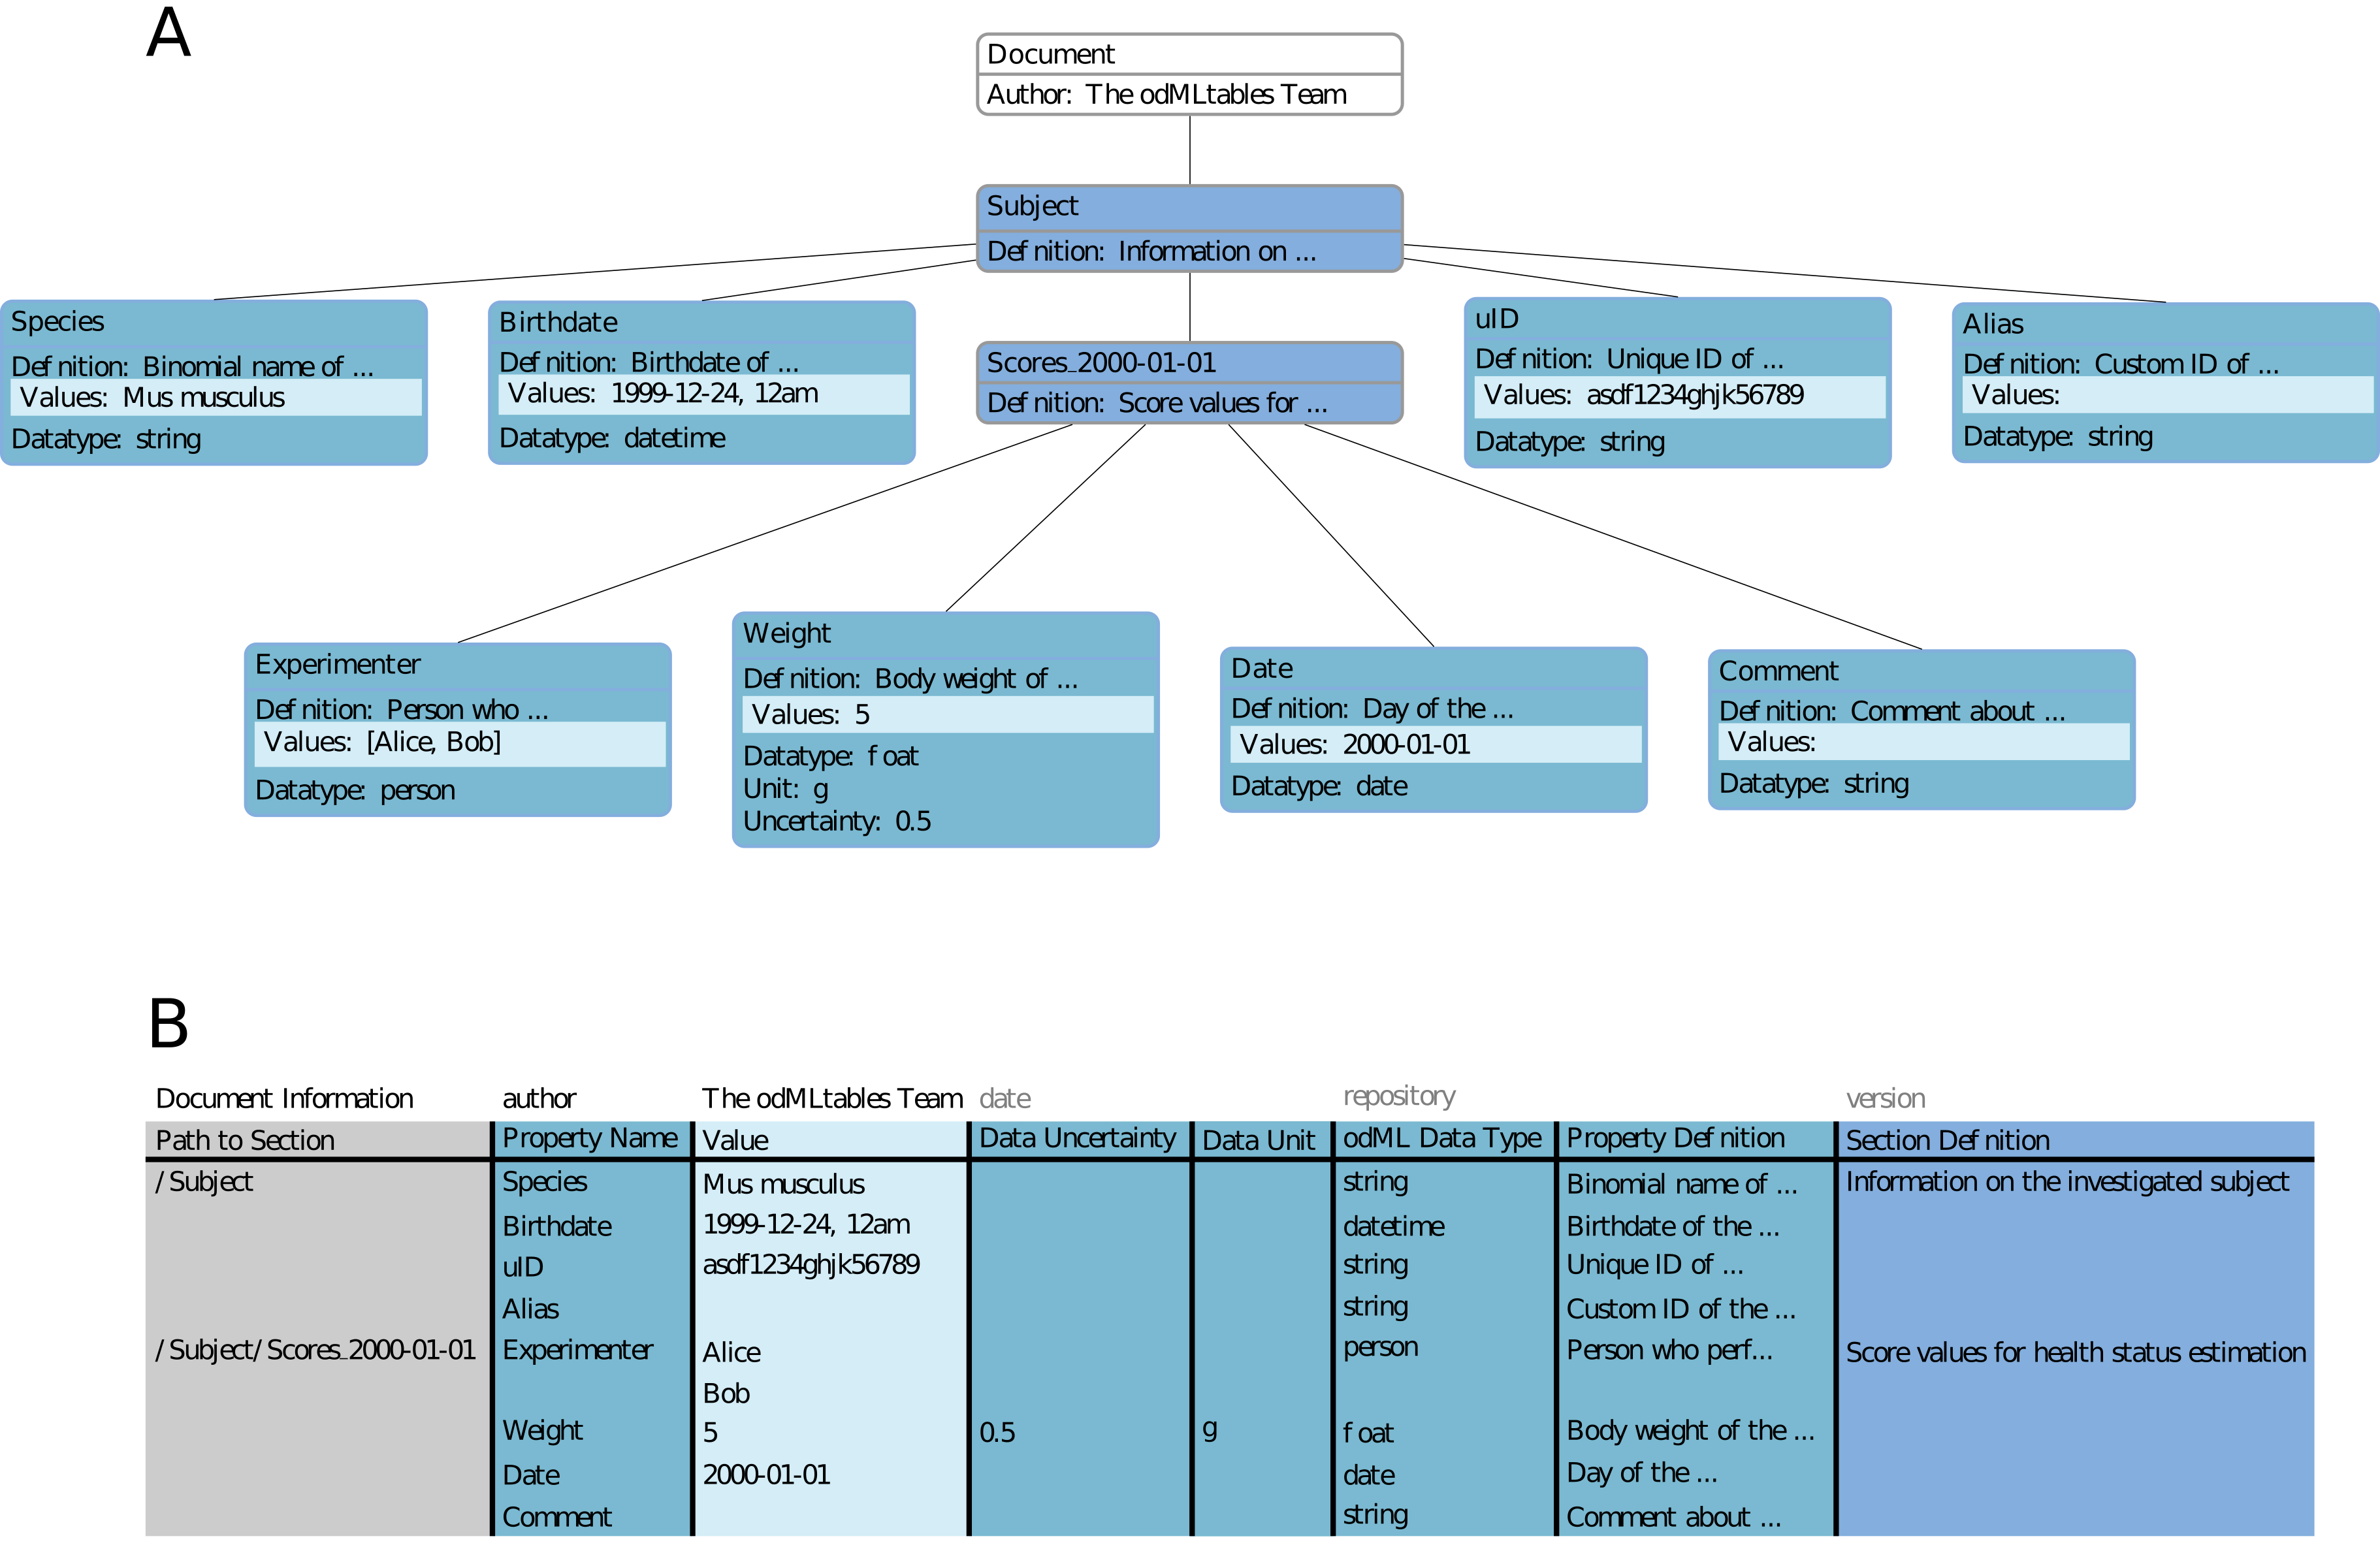 A
Document
Author: The odMLtables Team
Subject
Def nition: Information on ...
Species
Def nition: Binomial name of ...
Values: Mus musculus
Datatype: string
Birthdate
Def nition: Birthdate of ...
Values: 1999-12-24, 12am
Datatype: datetime
Scores_2000-01-01
Def nition: Score values for ...
uID
Def nition: Unique ID of ...
Values: asdf1234ghjk56789
Datatype: string
Alias
Def nition: Custom ID of ...
Values:
Datatype: string
Experimenter
Def nition: Person who ...
Values: [Alice, Bob]
Datatype: person
Weight
Def nition: Body weight of ...
Values: 5
Datatype: f oat
Unit: g
Uncertainty: 0.5
Date
Def nition: Day of the ...
Values: 2000-01-01
Datatype: date
Comment
Def nition: Comment about ...
Values:
Datatype: string
B
Document Information author The odMLtables Team date repository version
Path to Section Property Name Value Data Uncertainty Data Unit odML Data Type Property Def nition Section Def nition
/Subject Species Mus musculus string Binomial name of ... Information on the investigated subject
Birthdate 1999-12-24, 12am datetime Birthdate of the ...
uID asdf1234ghjk56789 string Unique ID of ...
Alias string Custom ID of the ...
/Subject/Scores_2000-01-01 Experimenter Alice person Person who perf... Score values for health status estimation
Bob
Weight 5 0.5 g f oat Body weight of the ...
Date 2000-01-01 date Day of the ...
Comment string Comment about ...